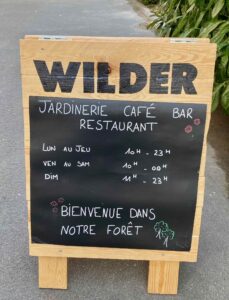 WILDER
JARDINERIE CAFÉ BAR
RESTAURANT
LUN AU JEU 10H - 23H
VEN AU SAM 10H - 00H
DIM 11H - 23H
BIENVENUE DANS
NOTRE FORÊT